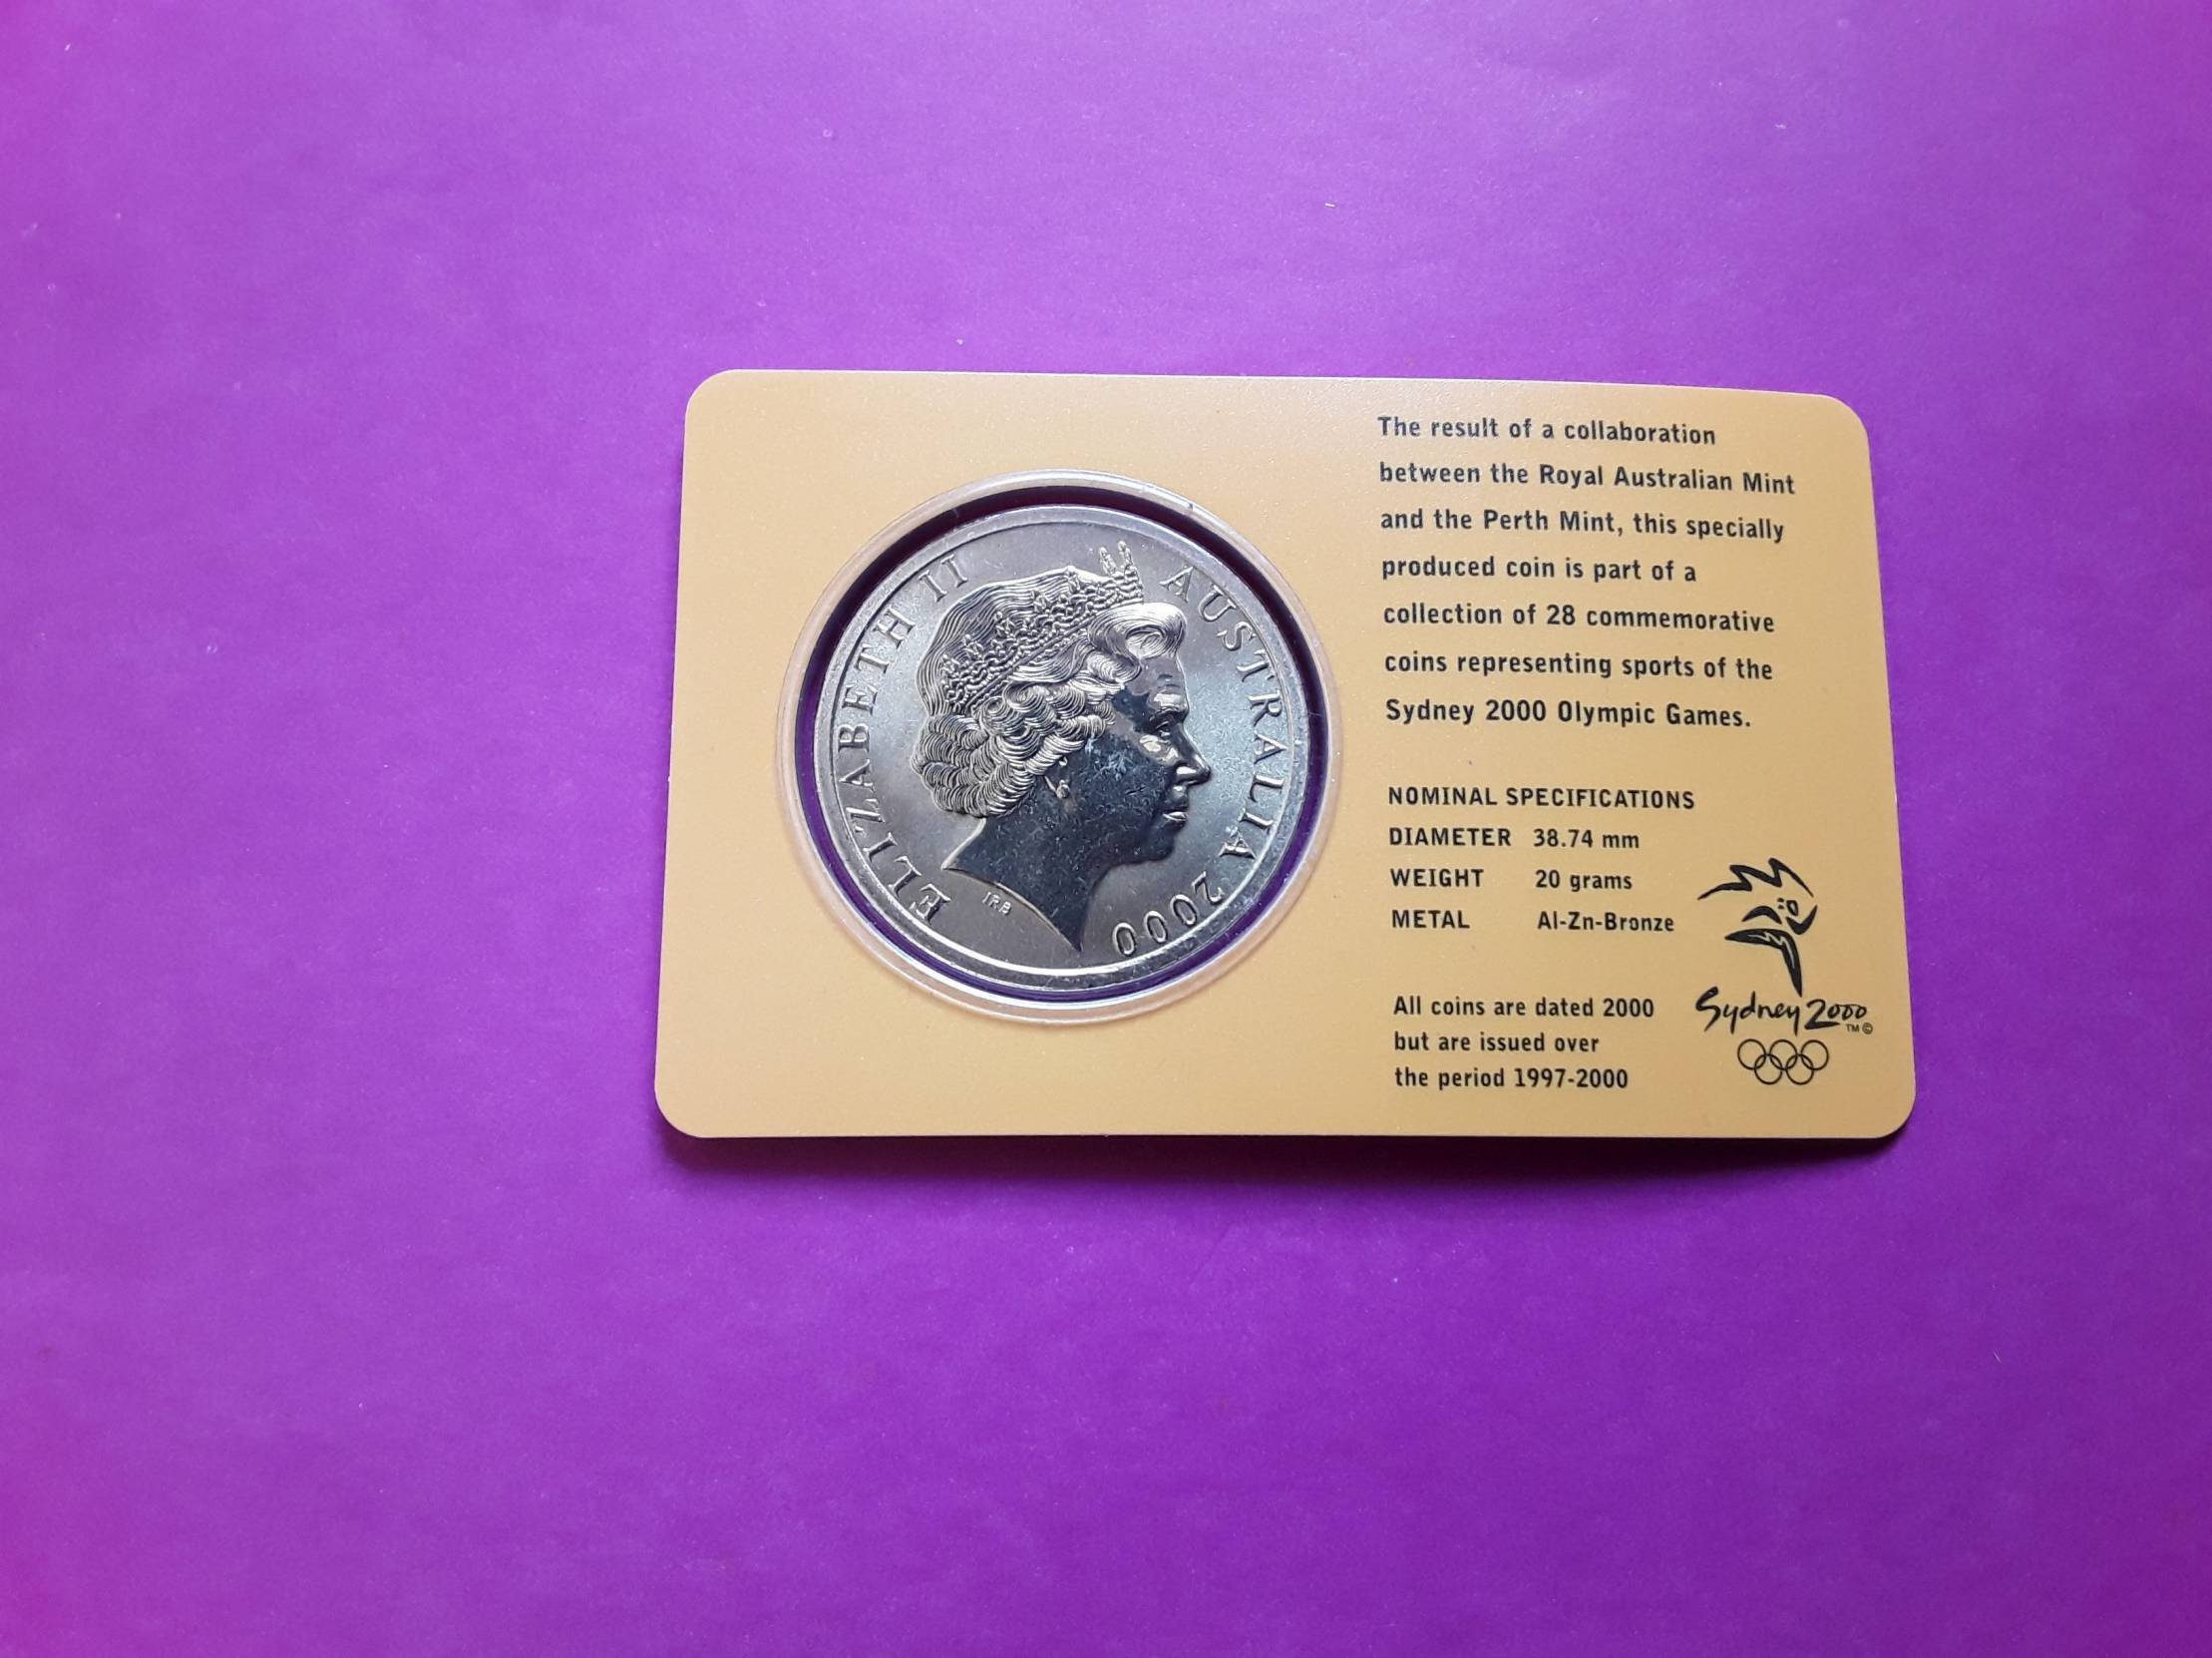 ELIZABETH II
AUSTRALIA 2000
IRB
The result of a collaboration
between the Royal Australian Mint
and the Perth Mint, this specially
produced coin is part of a
collection of 28 commemorative
coins representing sports of the
Sydney 2000 Olympic Games.
NOMINAL SPECIFICATIONS
DIAMETER 38.74 mm
WEIGHT 20 grams
METAL Al-Zn-Bronze
All coins are dated 2000
but are issued over
the period 1997-2000
Sydney 2000
TM ©